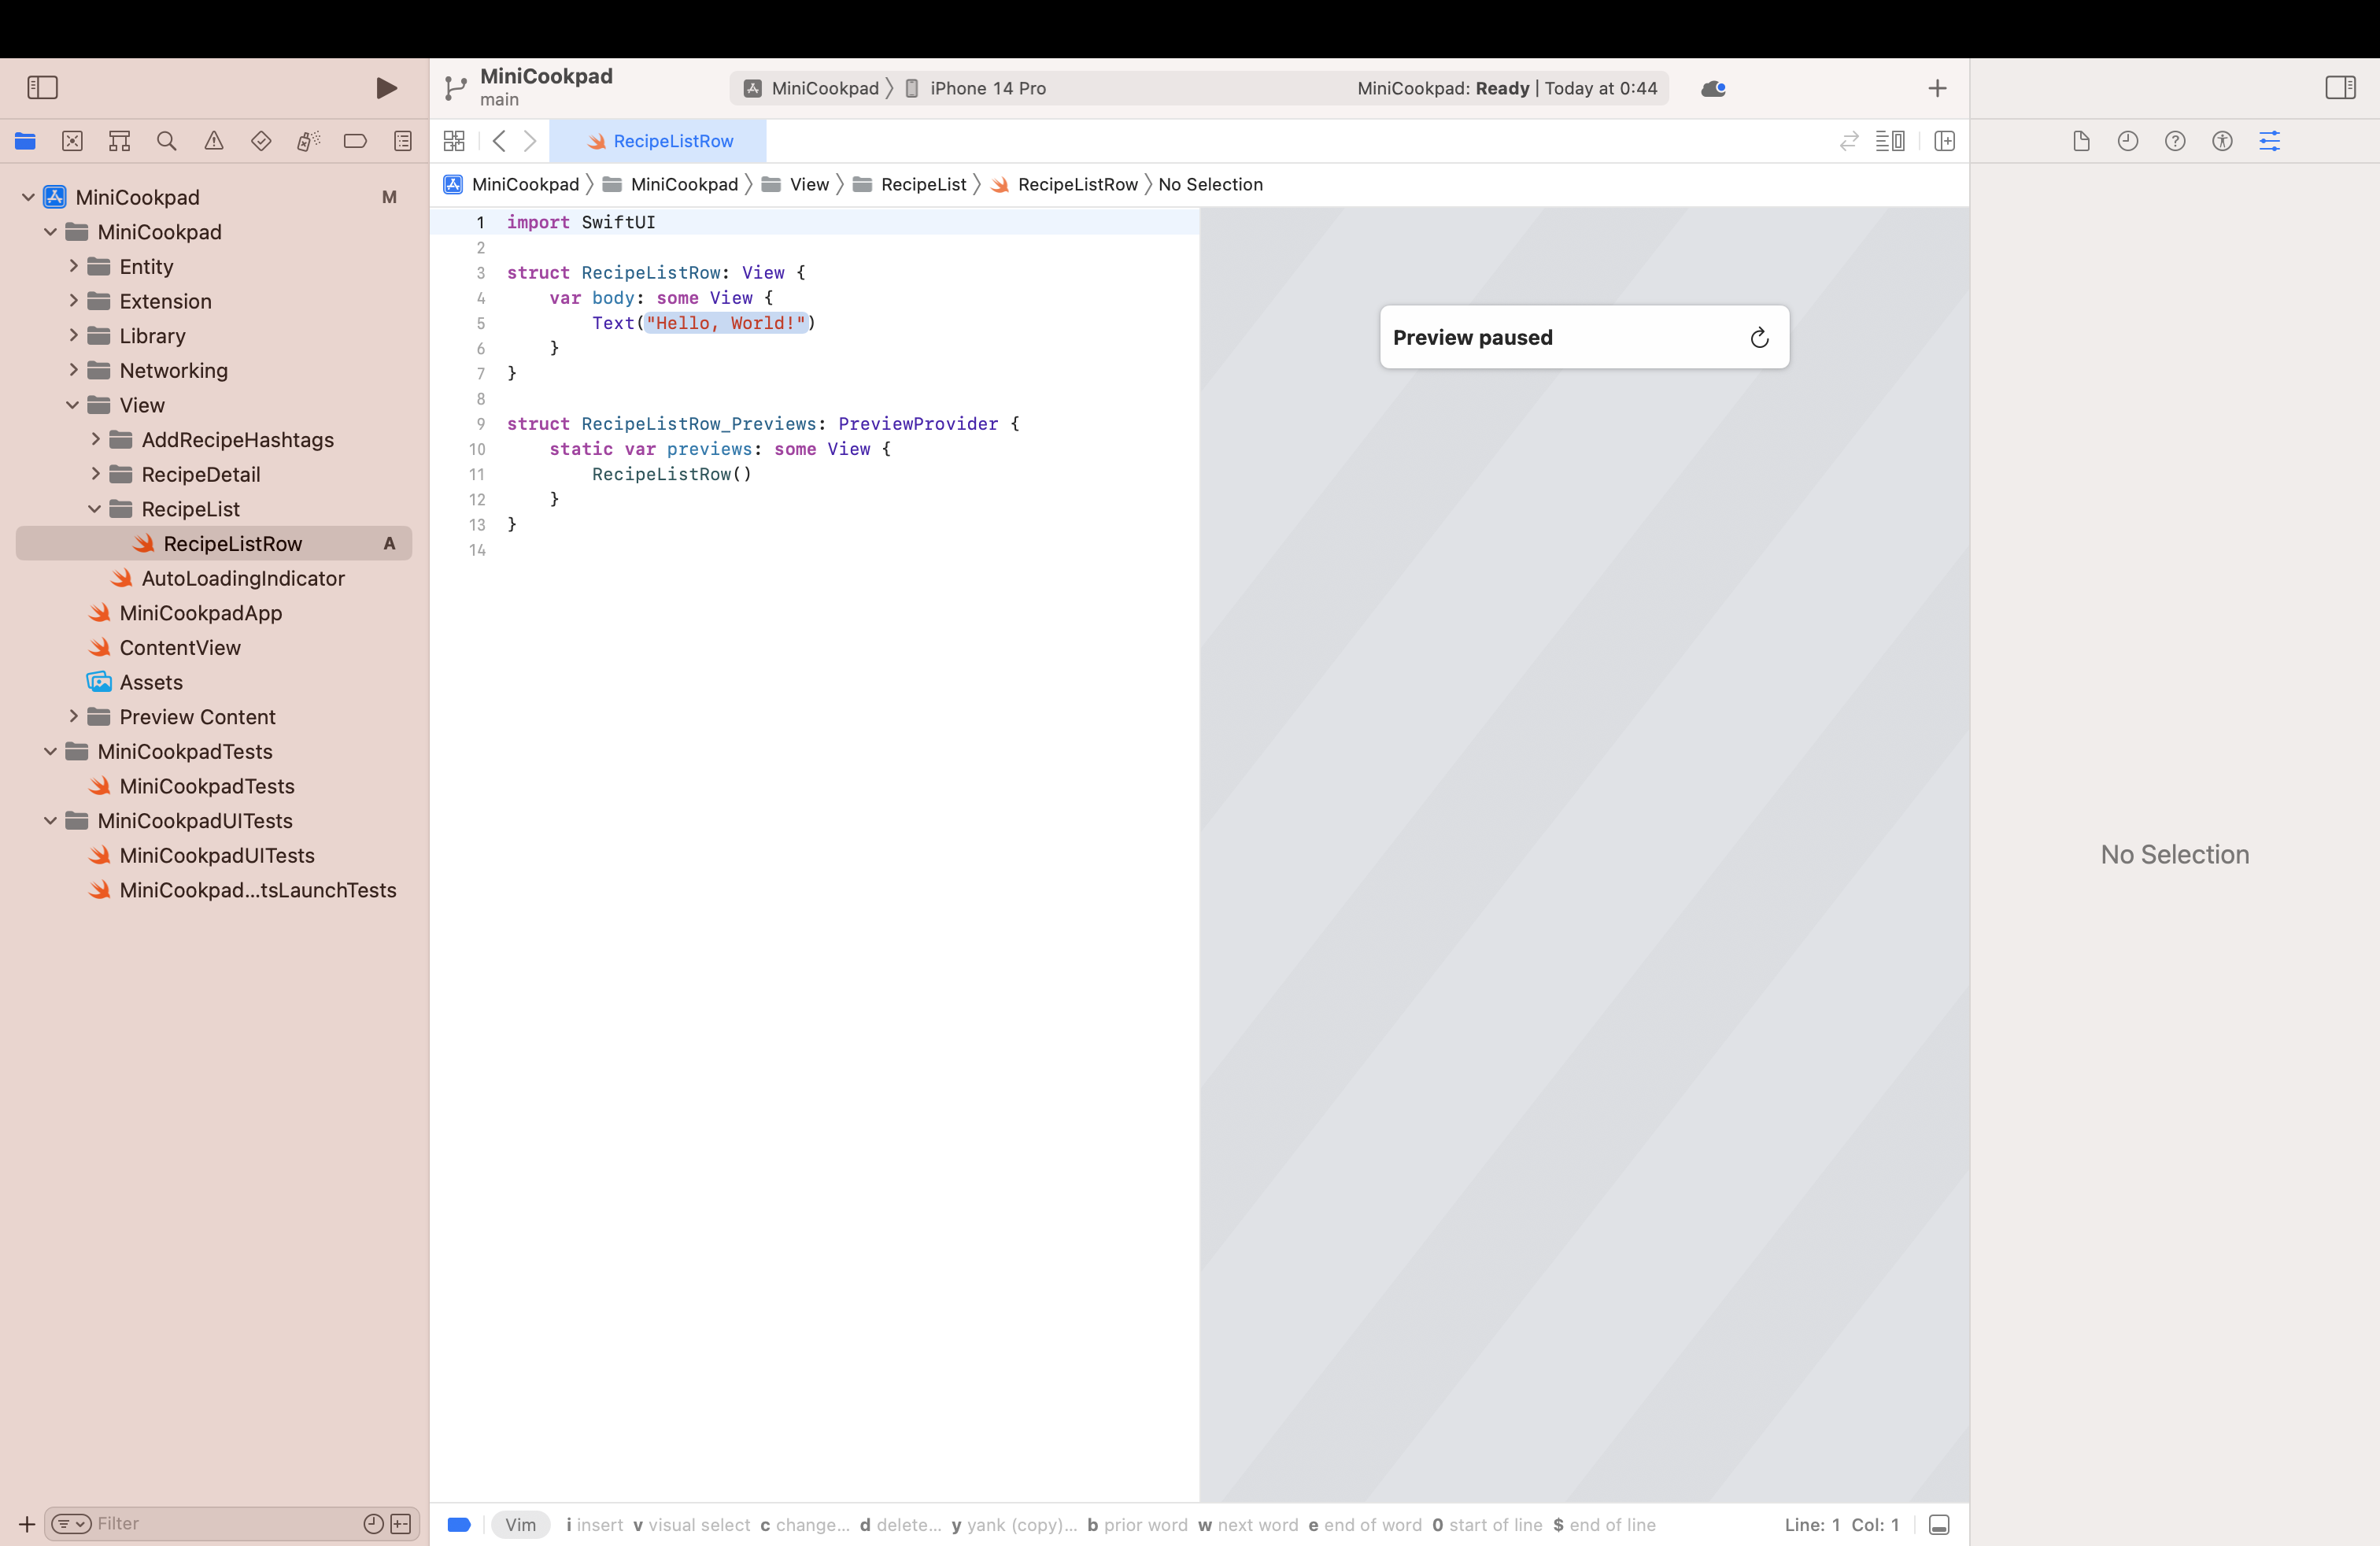 MiniCookpad
main
MiniCookpad 〉 iPhone 14 Pro
MiniCookpad: Ready | Today at 0:44
RecipeListRow
MiniCookpad 〉 MiniCookpad 〉 View 〉 RecipeList 〉 RecipeListRow 〉 No Selection
MiniCookpad M
MiniCookpad
Entity
Extension
Library
Networking
View
AddRecipeHashtags
RecipeDetail
RecipeList
RecipeListRow A
AutoLoadingIndicator
MiniCookpadApp
ContentView
Assets
Preview Content
MiniCookpadTests
MiniCookpadTests
MiniCookpadUITests
MiniCookpadUITests
MiniCookpad...tsLaunchTests
Filter
1 import SwiftUI
2
3 struct RecipeListRow: View {
4     var body: some View {
5         Text("Hello, World!")
6     }
7 }
8
9 struct RecipeListRow_Previews: PreviewProvider {
10     static var previews: some View {
11         RecipeListRow()
12     }
13 }
14
Preview paused
No Selection
Vim i insert v visual select c change... d delete... y yank (copy)... b prior word w next word e end of word 0 start of line $ end of line
Line: 1 Col: 1